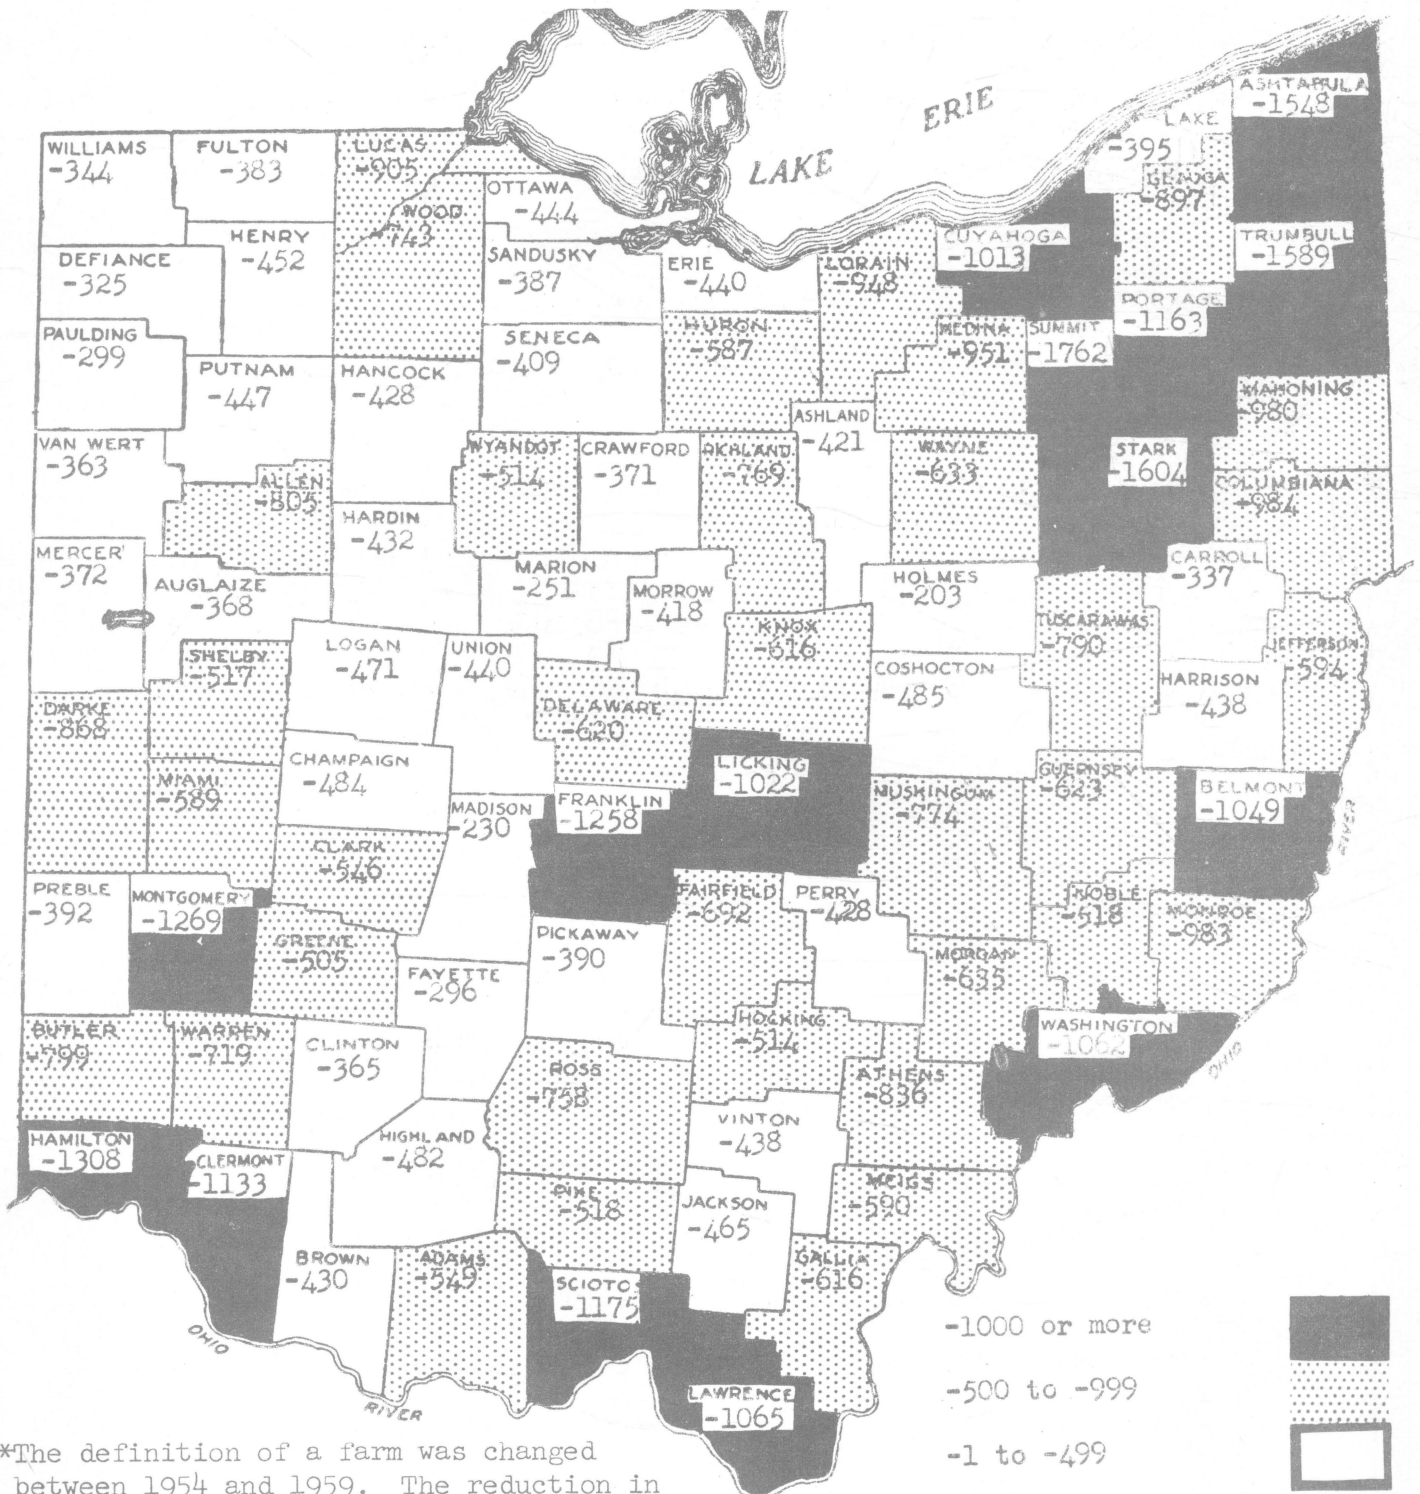 ERIE
LAKE
ASHTABULA
-1548
LAKE
-395
GEAUGA
-897
WILLIAMS
-344
FULTON
-383
LUCAS
-905
OTTAWA
-444
WOOD
HENRY
-452
CUYAHOGA
-1013
TRUMBULL
-1589
DEFIANCE
-325
SANDUSKY
-387
ERIE
-440
LORAIN
-948
PORTAGE
-1163
PAULDING
-299
SENECA
-409
HURON
-587
MEDINA
-951
SUMMIT
-1762
PUTNAM
-447
HANCOCK
-428
MAHONING
-980
ASHLAND
-421
VAN WERT
-363
WYANDOT
-514
CRAWFORD
-371
RICHLAND
-769
WAYNE
-633
STARK
-1604
ALLEN
-805
COLUMBIANA
-984
HARDIN
-432
MERCER
-372
AUGLAIZE
-368
MARION
-251
MORROW
-418
HOLMES
-203
CARROLL
-337
TUSCARAWAS
-790
KNOX
-616
JEFFERSON
-594
SHELBY
-517
LOGAN
-471
UNION
-440
COSHOCTON
-485
HARRISON
-438
DARKE
-868
DELAWARE
-620
CHAMPAIGN
-484
LICKING
-1022
GUERNSEY
-623
MIAMI
-589
MADISON
-230
FRANKLIN
-1258
MUSKINGUM
-774
BELMONT
-1049
RIVER
CLARK
-546
PREBLE
-392
MONTGOMERY
-1269
FAIRFIELD
-692
PERRY
-428
NOBLE
-518
MONROE
-983
GREENE
-505
PICKAWAY
-390
MORGAN
-635
FAYETTE
-296
BUTLER
-799
WARREN
-719
CLINTON
-365
HOCKING
-514
WASHINGTON
-1062
OHIO
ROSS
-758
ATHENS
-836
HAMILTON
-1308
CLERMONT
-1133
HIGHLAND
-482
VINTON
-438
PIKE
-518
JACKSON
-465
MEIGS
-590
BROWN
-430
ADAMS
-549
SCIOTO
-1175
GALLIA
-616
OHIO
RIVER
LAWRENCE
-1065
-1000 or more
-500 to -999
-1 to -499
*The definition of a farm was changed
between 1954 and 1959. The reduction in